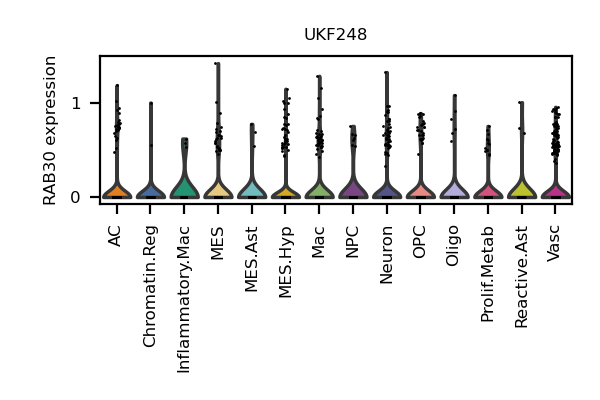 UKF248
RAB30 expression
1
0
AC
Chromatin.Reg
Inflammatory.Mac
MES
MES.Ast
MES.Hyp
Mac
NPC
Neuron
OPC
Oligo
Prolif.Metab
Reactive.Ast
Vasc